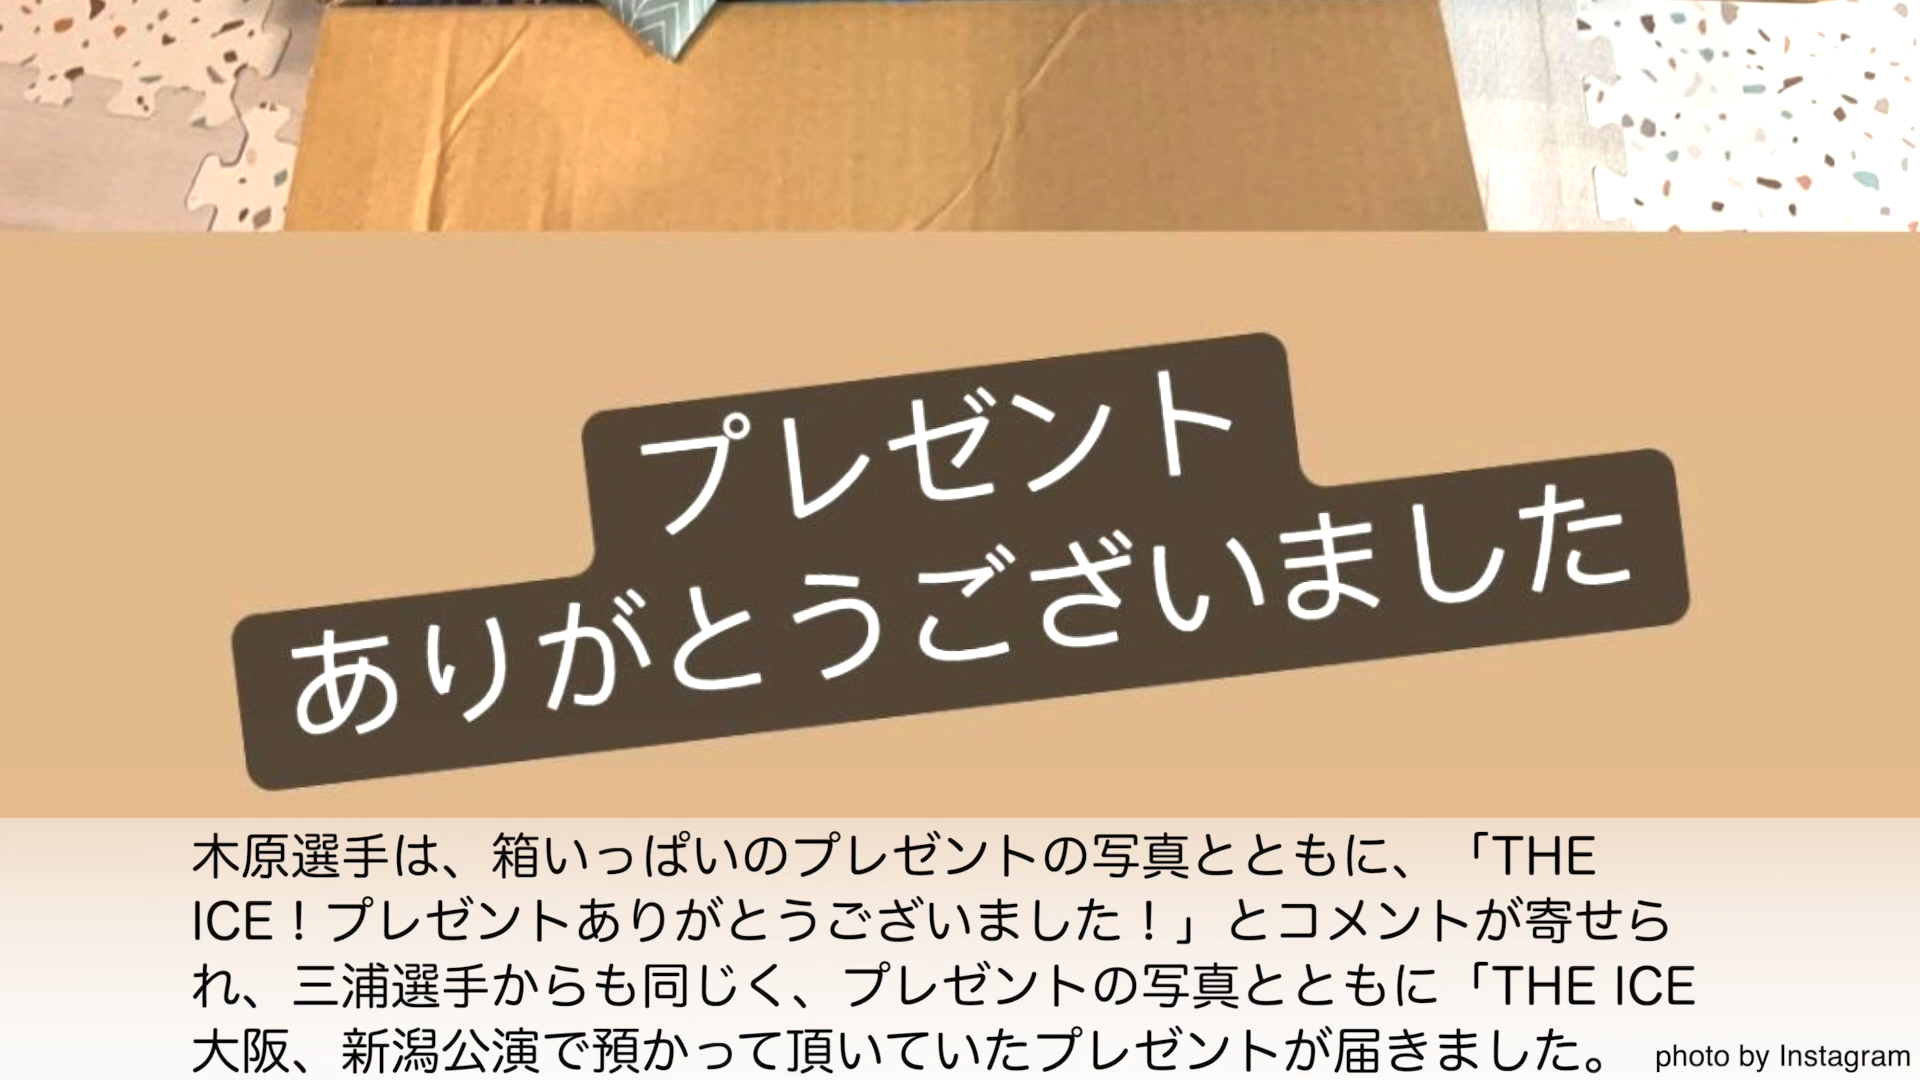 プレゼント
ありがとうございました
木原選手は、箱いっぱいのプレゼントの写真とともに、「THE
ICE！プレゼントありがとうございました！」とコメントが寄せら
れ、三浦選手からも同じく、プレゼントの写真とともに「THE ICE
大阪、新潟公演で預かって頂いていたプレゼントが届きました。
photo by Instagram